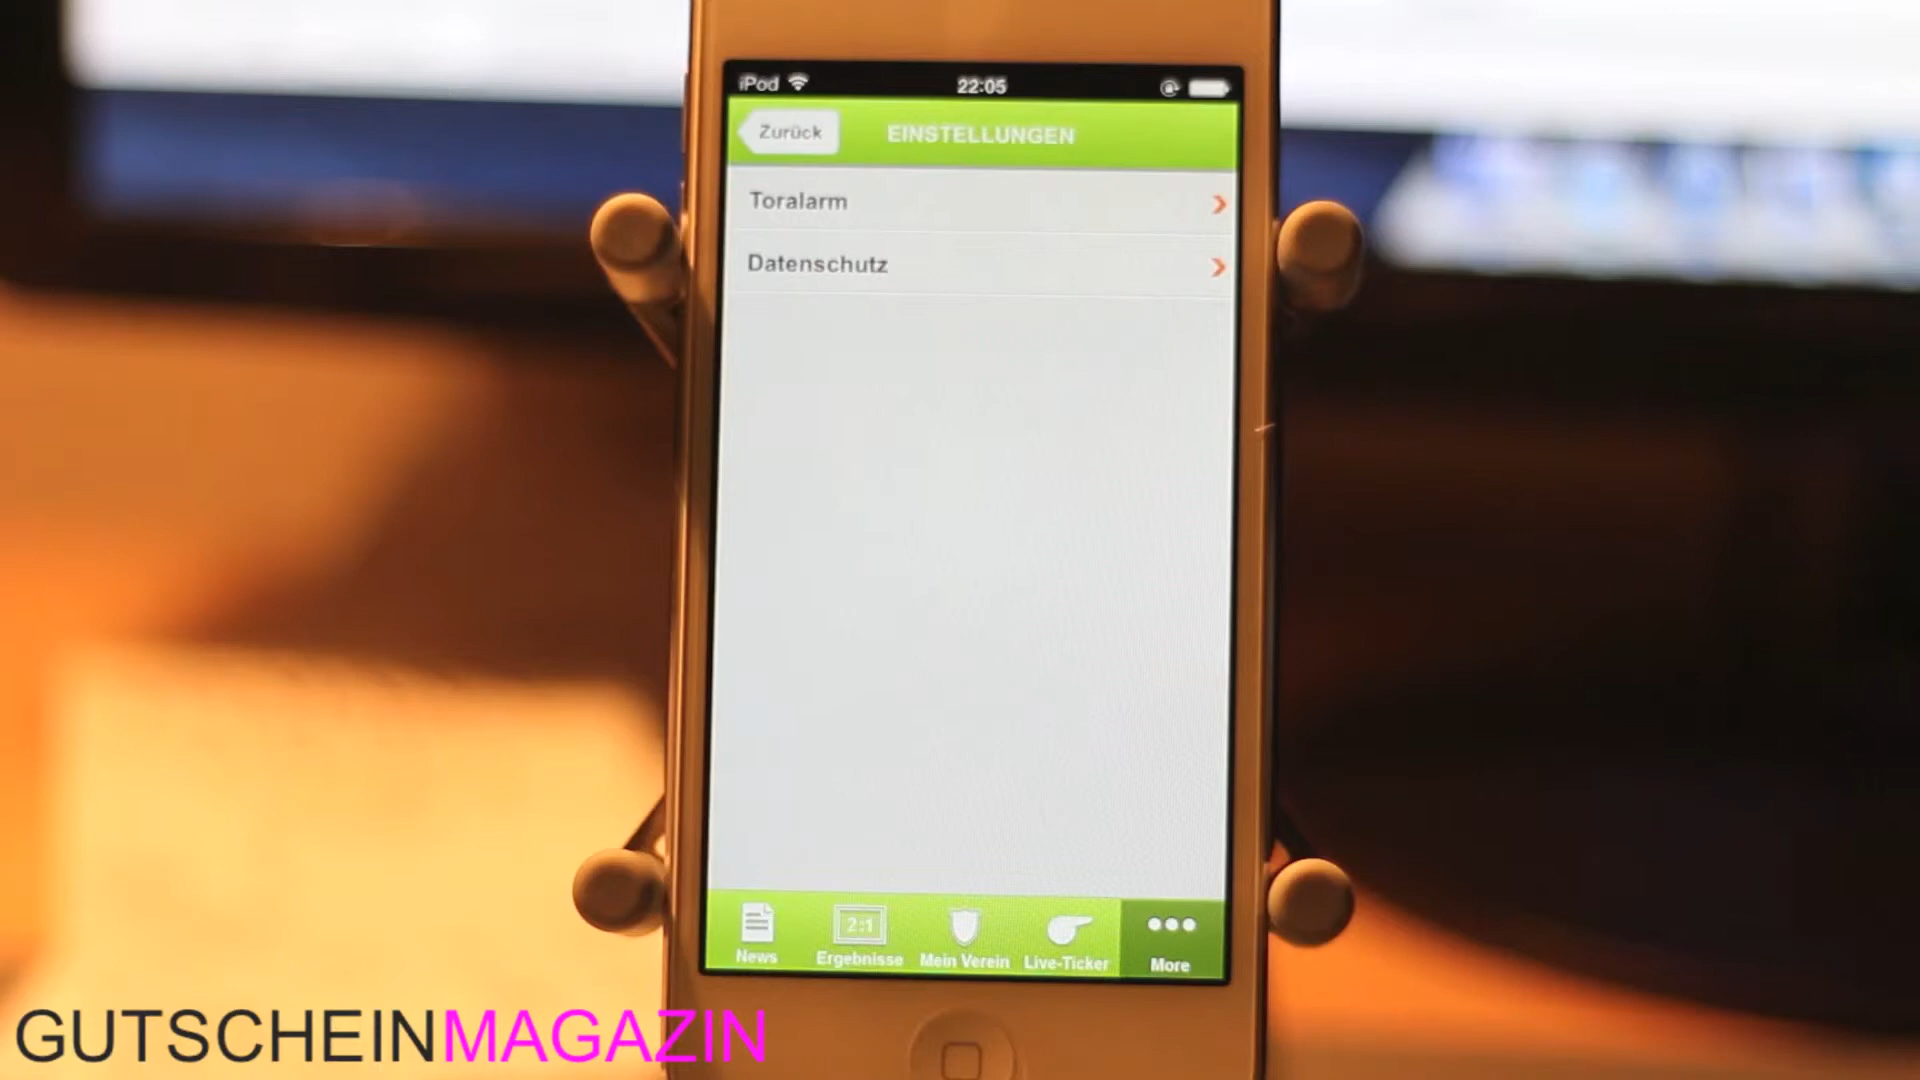 iPod 22:05
Zurück EINSTELLUNGEN
Toralarm
Datenschutz
2:1
News Ergebnisse Mein Verein Live-Ticker More
GUTSCHEINMAGAZIN